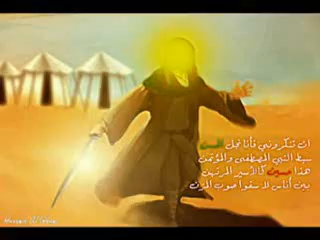 ان تنكروني فأنا نجل الحسن
سبط النبي المصطفى والمؤتمن
هذا حسين كالأسير المرتهن
بين أناس لا سقوا صوب المزن